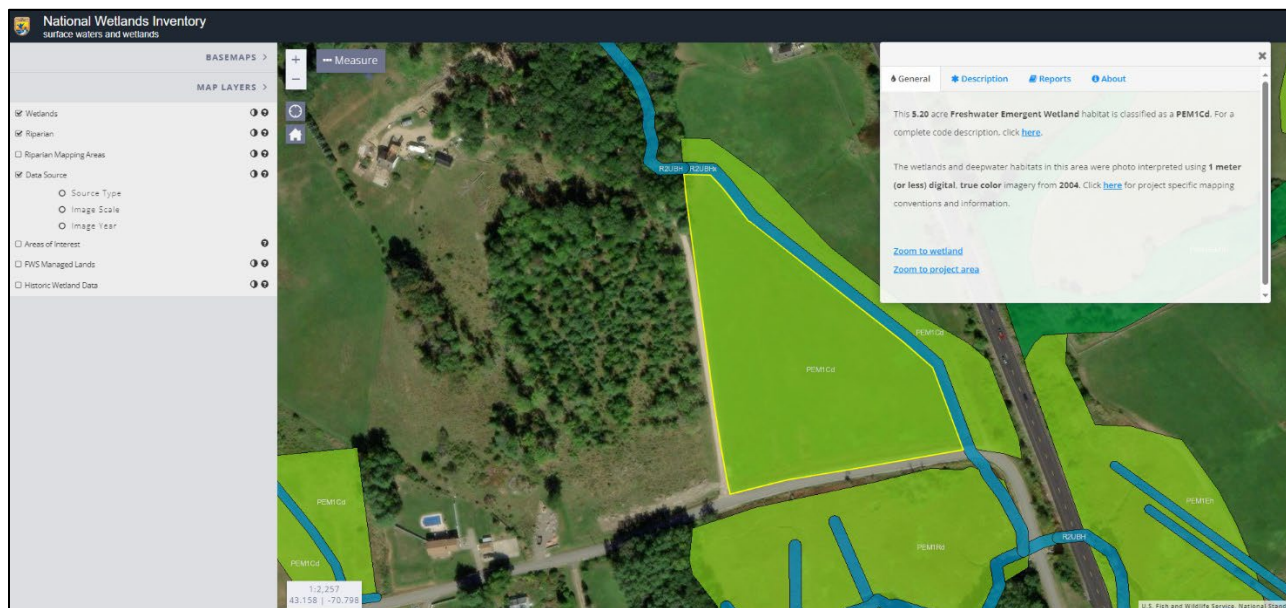 National Wetlands Inventory
surface waters and wetlands
BASEMAPS >
MAP LAYERS >
Wetlands
Riparian
Riparian Mapping Areas
Data Source
Source Type
Image Scale
Image Year
Areas of Interest
FWS Managed Lands
Historic Wetland Data
+
−
Measure
General Description Reports About
This 5.20 acre Freshwater Emergent Wetland habitat is classified as a PEM1Cd. For a
complete code description, click here.
The wetlands and deepwater habitats in this area were photo interpreted using 1 meter
(or less) digital, true color imagery from 2004. Click here for project specific mapping
conventions and information.
Zoom to wetland
Zoom to project area
R2UBH R2UBHx
PEM1Cd
PEM1Cd
PEM1Cd
PEM1Eh
R2UBH
PEM1Rd
PEM1Cd
1:2,257
43.158 | -70.798
U.S. Fish and Wildlife Service, National Stan